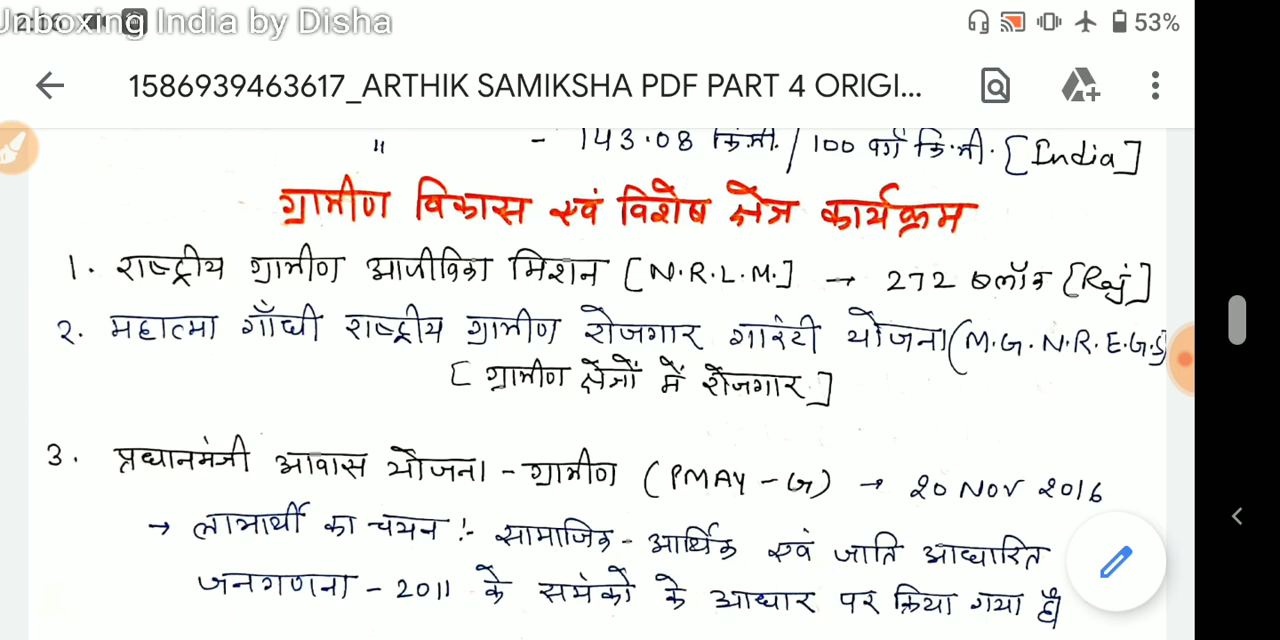 Unboxing India by Disha
53%
1586939463617_ARTHIK SAMIKSHA PDF PART 4 ORIGI...
" - 143.08 कि.मी. / 100 वर्ग कि.मी. [India]
ग्रामीण विकास एवं विशेष क्षेत्र कार्यक्रम
1. राष्ट्रीय ग्रामीण आजीविका मिशन [N.R.L.M.] → 272 ब्लॉक [Raj]
2. महात्मा गाँधी राष्ट्रीय ग्रामीण रोजगार गारंटी योजना (M.G.N.R.E.G.S)
[ ग्रामीण क्षेत्रों में रोजगार ]
3. प्रधानमंत्री आवास योजना - ग्रामीण (PMAY-G) → 20 NOV 2016
→ लाभार्थी का चयन :- सामाजिक - आर्थिक एवं जाति आधारित
जनगणना - 2011 के समंको के आधार पर किया गया है।